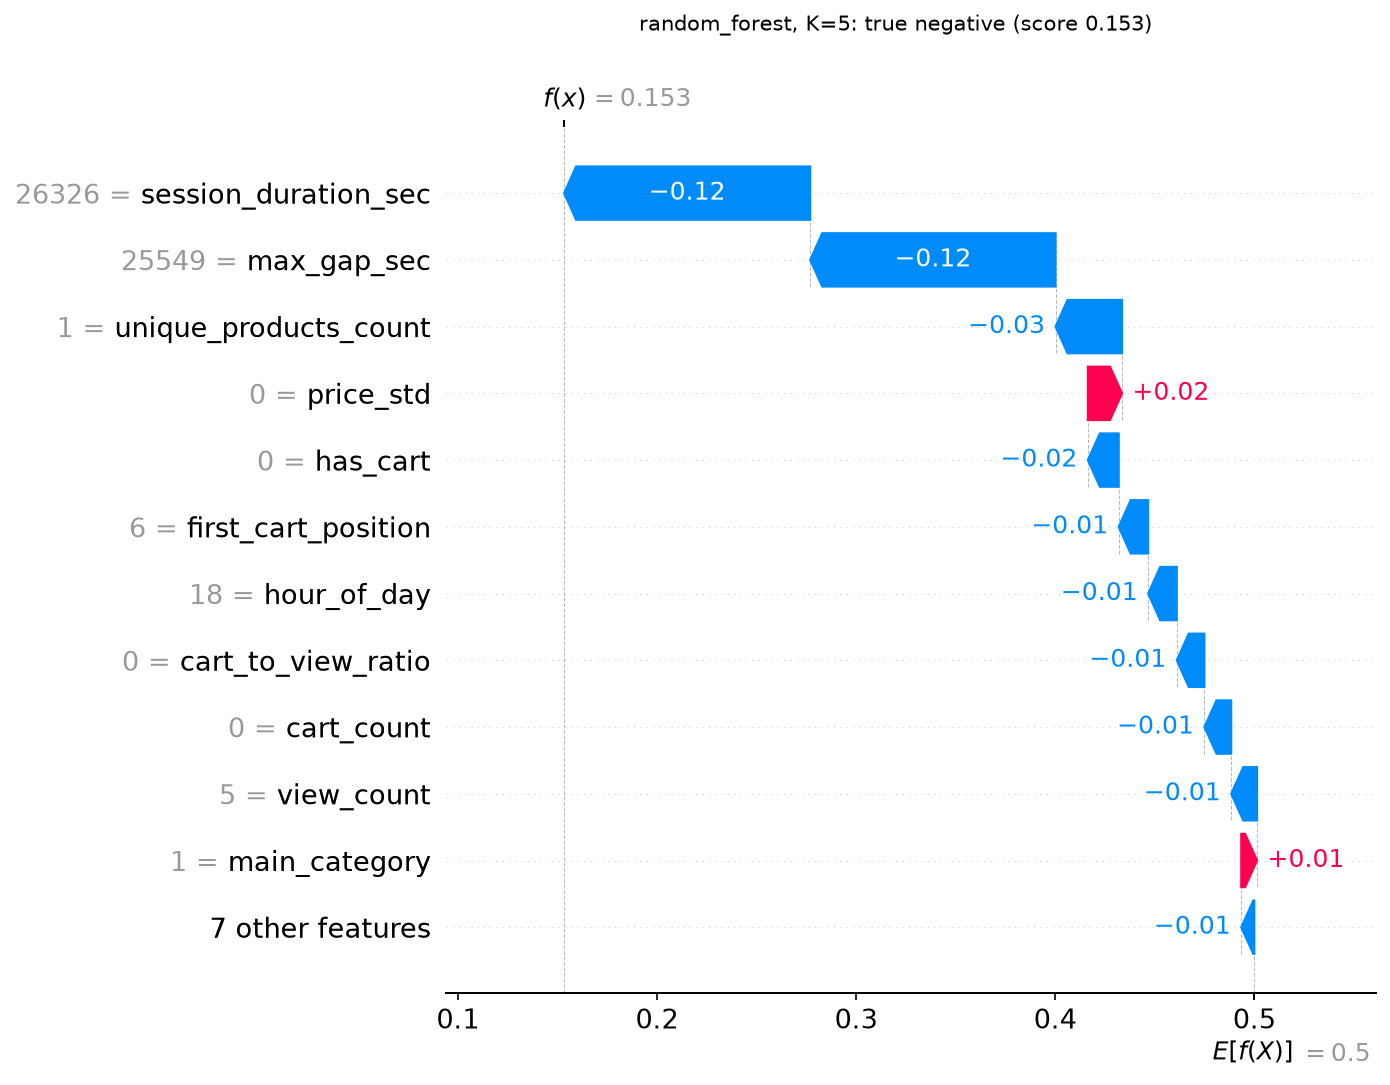 random_forest, K=5: true negative (score 0.153)
f(x) = 0.153
26326 = session_duration_sec −0.12
25549 = max_gap_sec −0.12
1 = unique_products_count −0.03
0 = price_std +0.02
0 = has_cart −0.02
6 = first_cart_position −0.01
18 = hour_of_day −0.01
0 = cart_to_view_ratio −0.01
0 = cart_count −0.01
5 = view_count −0.01
1 = main_category +0.01
7 other features −0.01
0.1 0.2 0.3 0.4 0.5
E[f(X)] = 0.5